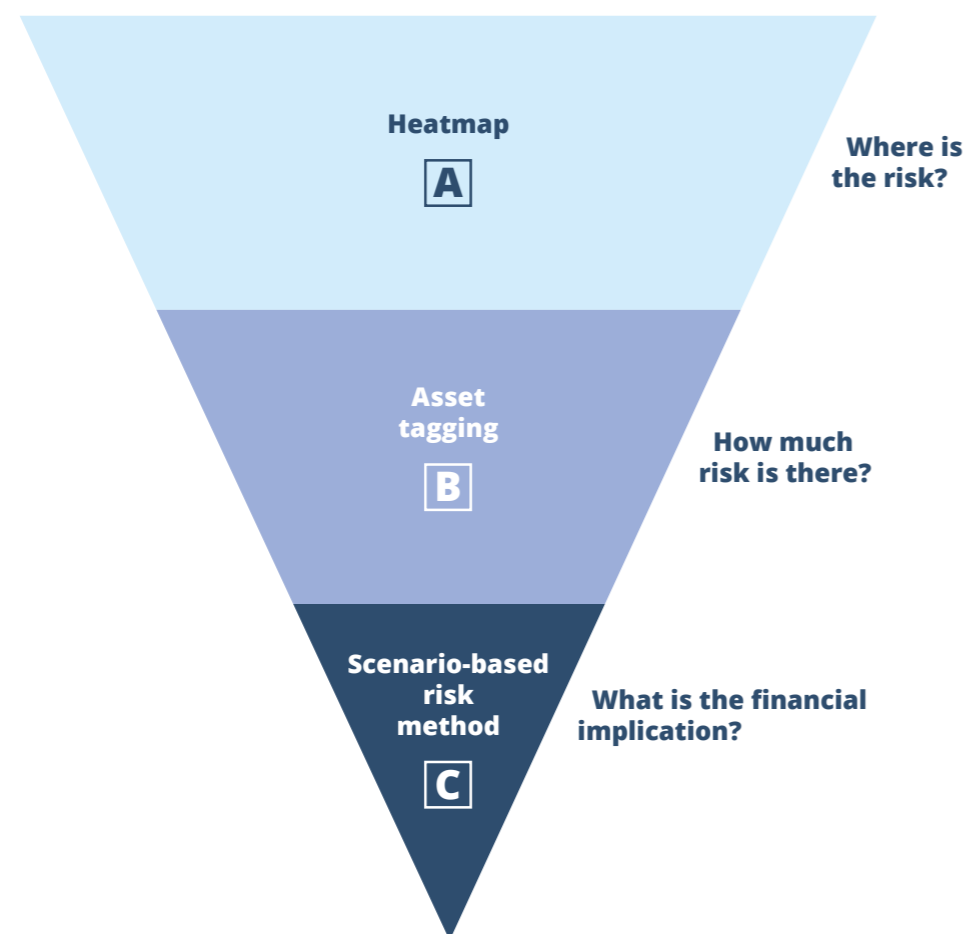 Heatmap
A
Where is
the risk?
Asset
tagging
B
How much
risk is there?
Scenario-based
risk
method
C
What is the financial
implication?